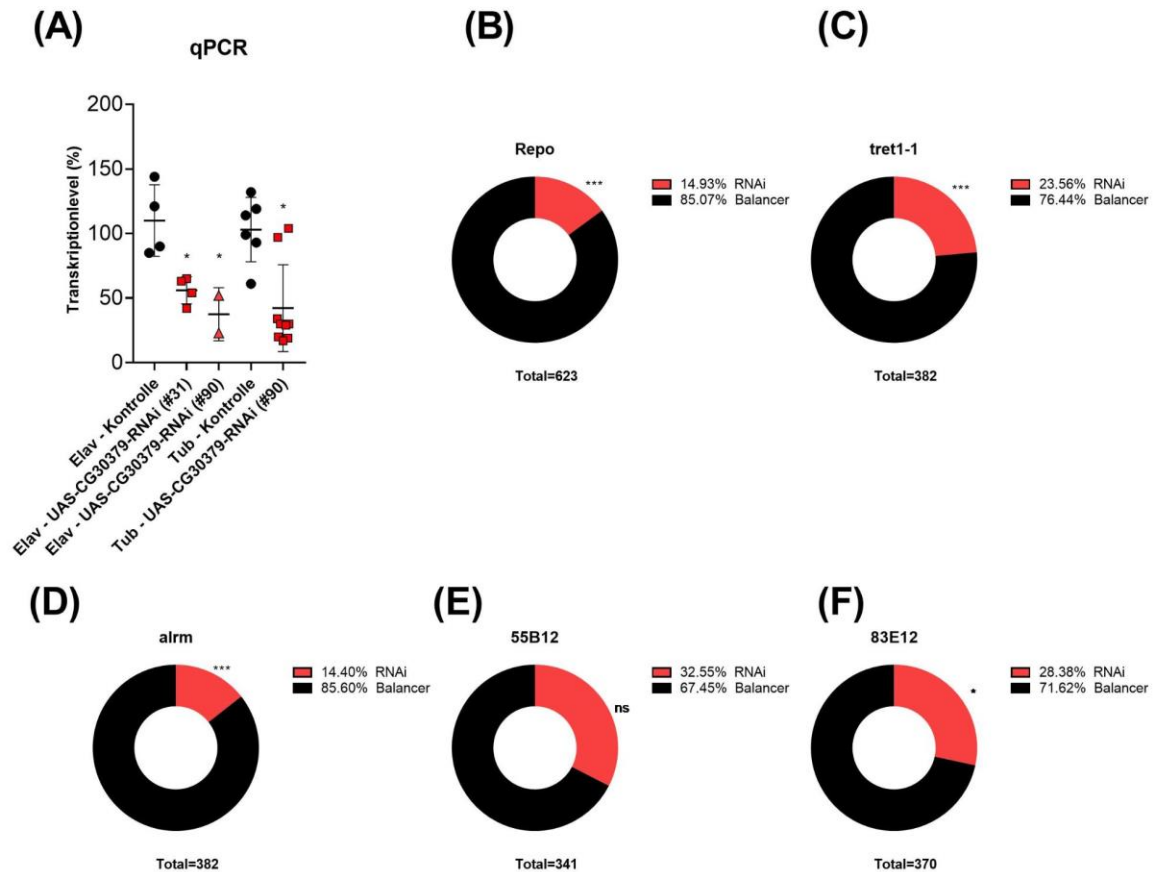 (A)
qPCR
Transkriptionlevel (%)
200
150
100
50
0
*
*
*
Elav - Kontrolle
Elav - UAS-CG30379-RNAi (#31)
Elav - UAS-CG30379-RNAi (#90)
Tub - Kontrolle
Tub - UAS-CG30379-RNAi (#90)
(B)
Repo
***
14.93% RNAi
85.07% Balancer
Total=623
(C)
tret1-1
***
23.56% RNAi
76.44% Balancer
Total=382
(D)
alrm
***
14.40% RNAi
85.60% Balancer
Total=382
(E)
55B12
ns
32.55% RNAi
67.45% Balancer
Total=341
(F)
83E12
*
28.38% RNAi
71.62% Balancer
Total=370